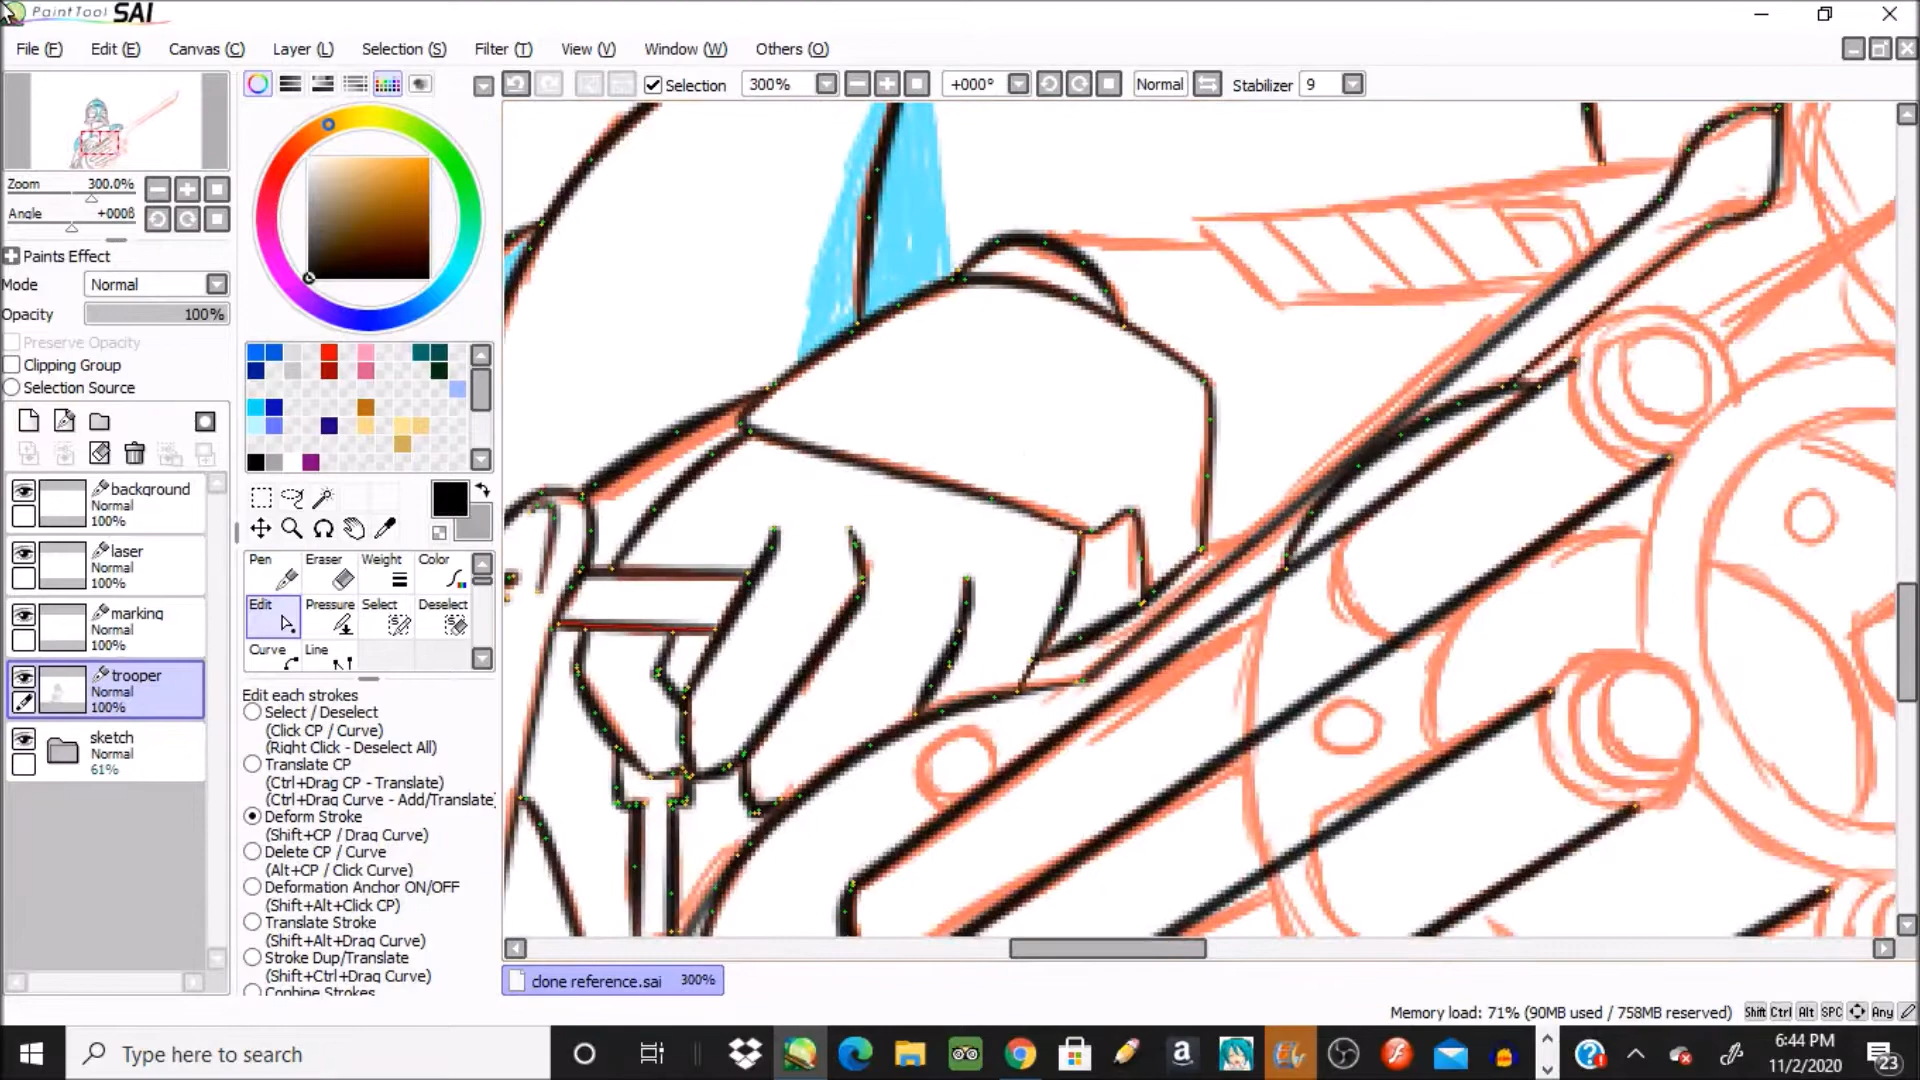 PaintTool SAI
File (F) Edit (E) Canvas (C) Layer (L) Selection (S) Filter (T) View (V) Window (W) Others (O)
Selection 300% +000° Normal Stabilizer 9
Zoom 300.0%
Angle +000ß
Paints Effect
Mode Normal
Opacity 100%
Preserve Opacity
Clipping Group
Selection Source
background
Normal
100%
laser
Normal
100%
marking
Normal
100%
trooper
Normal
100%
sketch
Normal
61%
Pen Eraser Weight Color
Edit Pressure Select Deselect
Curve Line
Edit each strokes
Select / Deselect
(Click CP / Curve)
(Right Click - Deselect All)
Translate CP
(Ctrl+Drag CP - Translate)
(Ctrl+Drag Curve - Add/Translate)
Deform Stroke
(Shift+CP / Drag Curve)
Delete CP / Curve
(Alt+CP / Click Curve)
Deformation Anchor ON/OFF
(Shift+Alt+Click CP)
Translate Stroke
(Shift+Alt+Drag Curve)
Stroke Dup/Translate
(Shift+Ctrl+Drag Curve)
Conbine Strokes
clone reference.sai 300%
Memory load: 71% (90MB used / 758MB reserved) Shift Ctrl Alt SPC Any
Type here to search
6:44 PM
11/2/2020
23